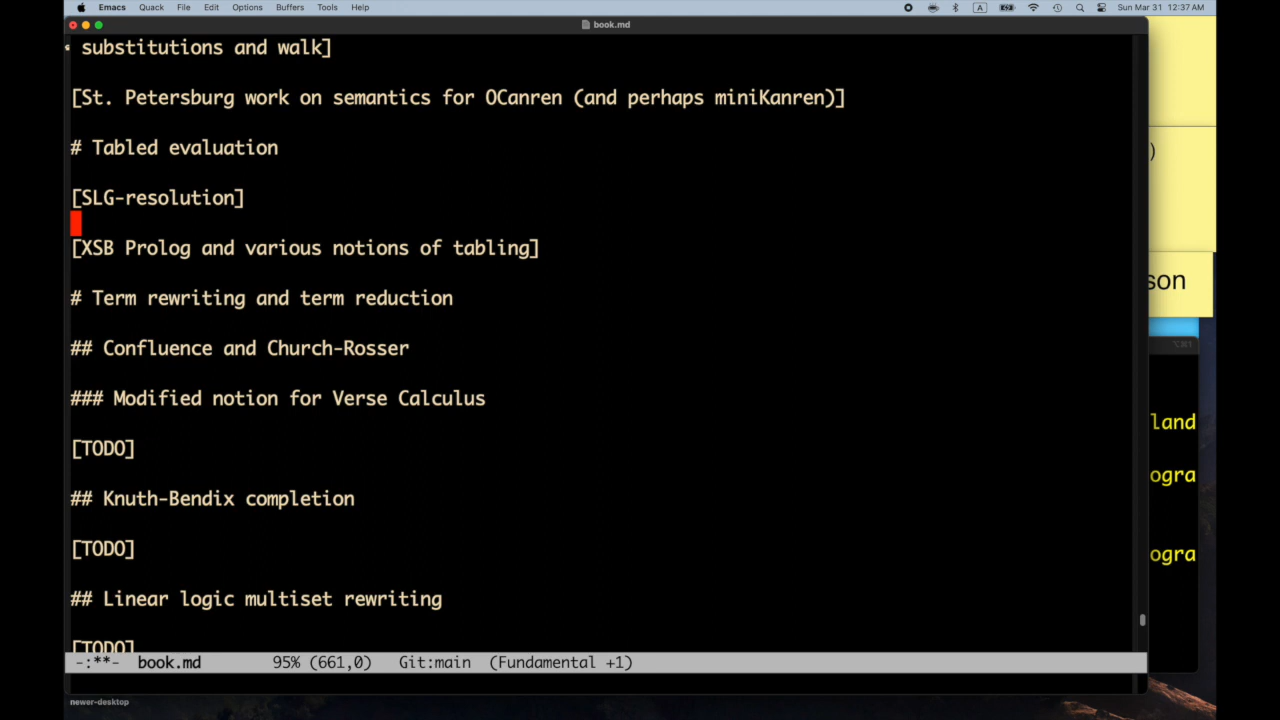 Emacs Quack File Edit Options Buffers Tools Help A Sun Mar 31 12:37 AM
book.md
substitutions and walk]
[St. Petersburg work on semantics for OCanren (and perhaps miniKanren)]
# Tabled evaluation
)
[SLG-resolution]
[XSB Prolog and various notions of tabling]
son
# Term rewriting and term reduction
## Confluence and Church-Rosser
### Modified notion for Verse Calculus
land
[TODO]
ogra
## Knuth-Bendix completion
[TODO]
ogra
## Linear logic multiset rewriting
[TODO]
-:**- book.md 95% (661,0) Git:main (Fundamental +1)
newer-desktop